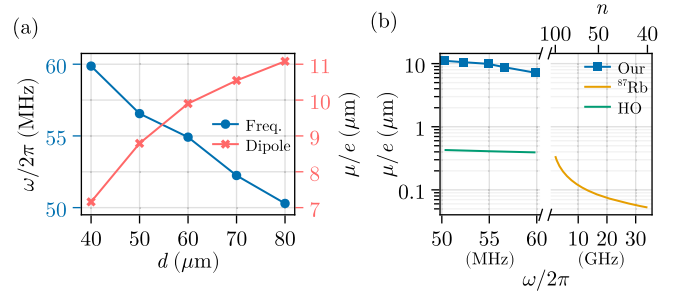 (a)
60
55
50
ω/2π (MHz)
40 50 60 70 80
d (μm)
11
10
9
8
7
μ/e (μm)
Freq.
Dipole
(b)
n
100 50 40
10
1
0.1
μ/e (μm)
Our
⁸⁷Rb
HO
50 55 60 10 20 30
(MHz) (GHz)
ω/2π